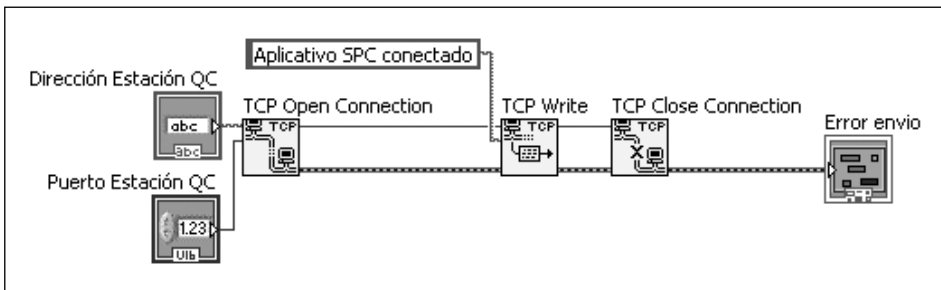 Aplicativo SPC conectado
Dirección Estación QC
abc
abc
TCP Open Connection
TCP
TCP Write
TCP
TCP Close Connection
TCP
Error envio
Puerto Estación QC
1.23
U16